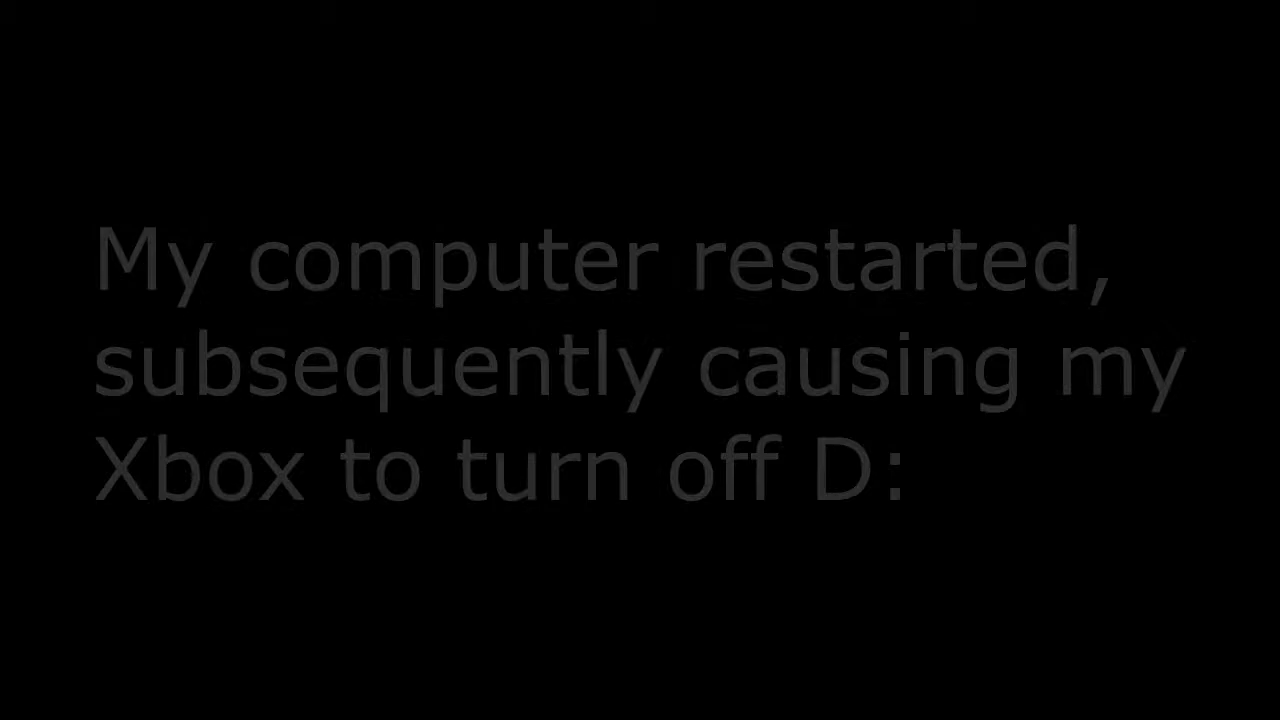 My computer restarted,
subsequently causing my
Xbox to turn off D: